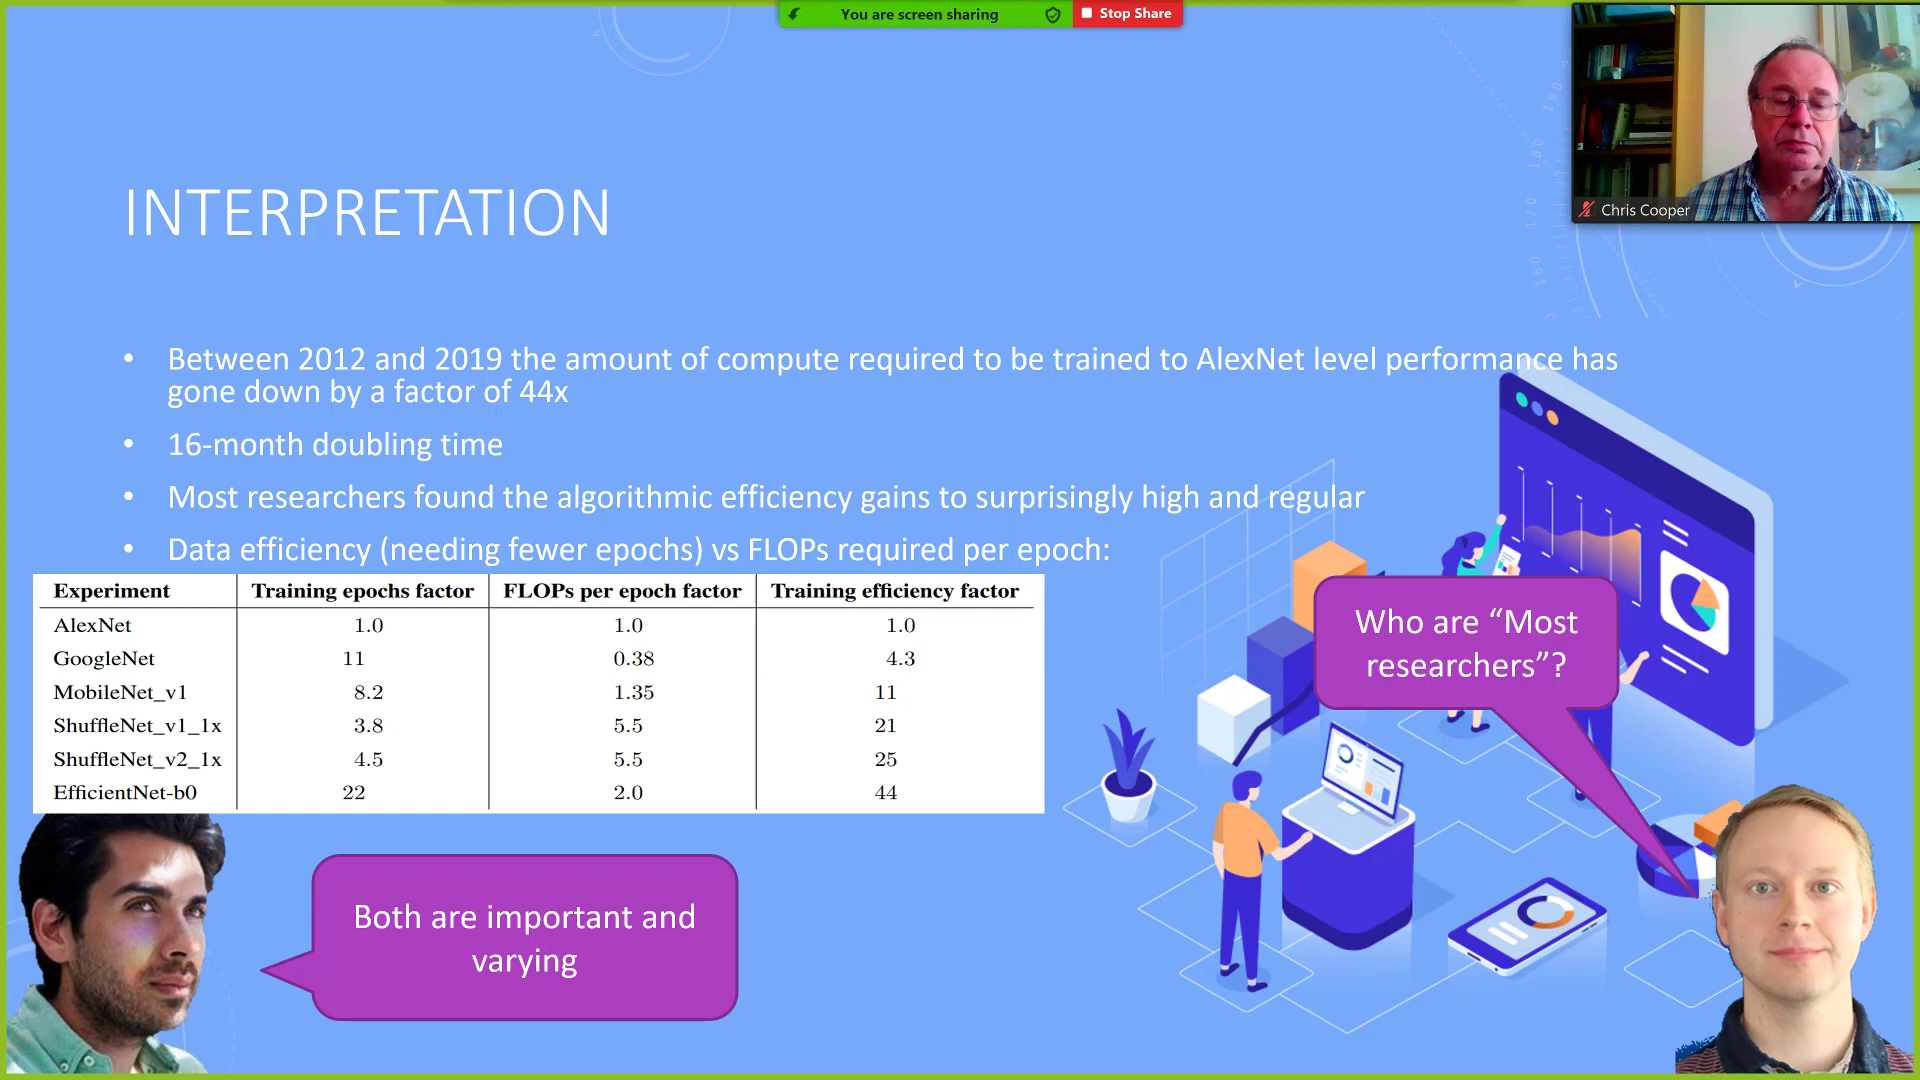 You are screen sharing
Stop Share
Chris Cooper
190
180
170
160
INTERPRETATION
• Between 2012 and 2019 the amount of compute required to be trained to AlexNet level performance has
gone down by a factor of 44x
• 16-month doubling time
• Most researchers found the algorithmic efficiency gains to surprisingly high and regular
• Data efficiency (needing fewer epochs) vs FLOPs required per epoch:
Experiment Training epochs factor FLOPs per epoch factor Training efficiency factor
AlexNet 1.0 1.0 1.0
GoogleNet 11 0.38 4.3
MobileNet_v1 8.2 1.35 11
ShuffleNet_v1_1x 3.8 5.5 21
ShuffleNet_v2_1x 4.5 5.5 25
EfficientNet-b0 22 2.0 44
Who are “Most
researchers”?
Both are important and
varying